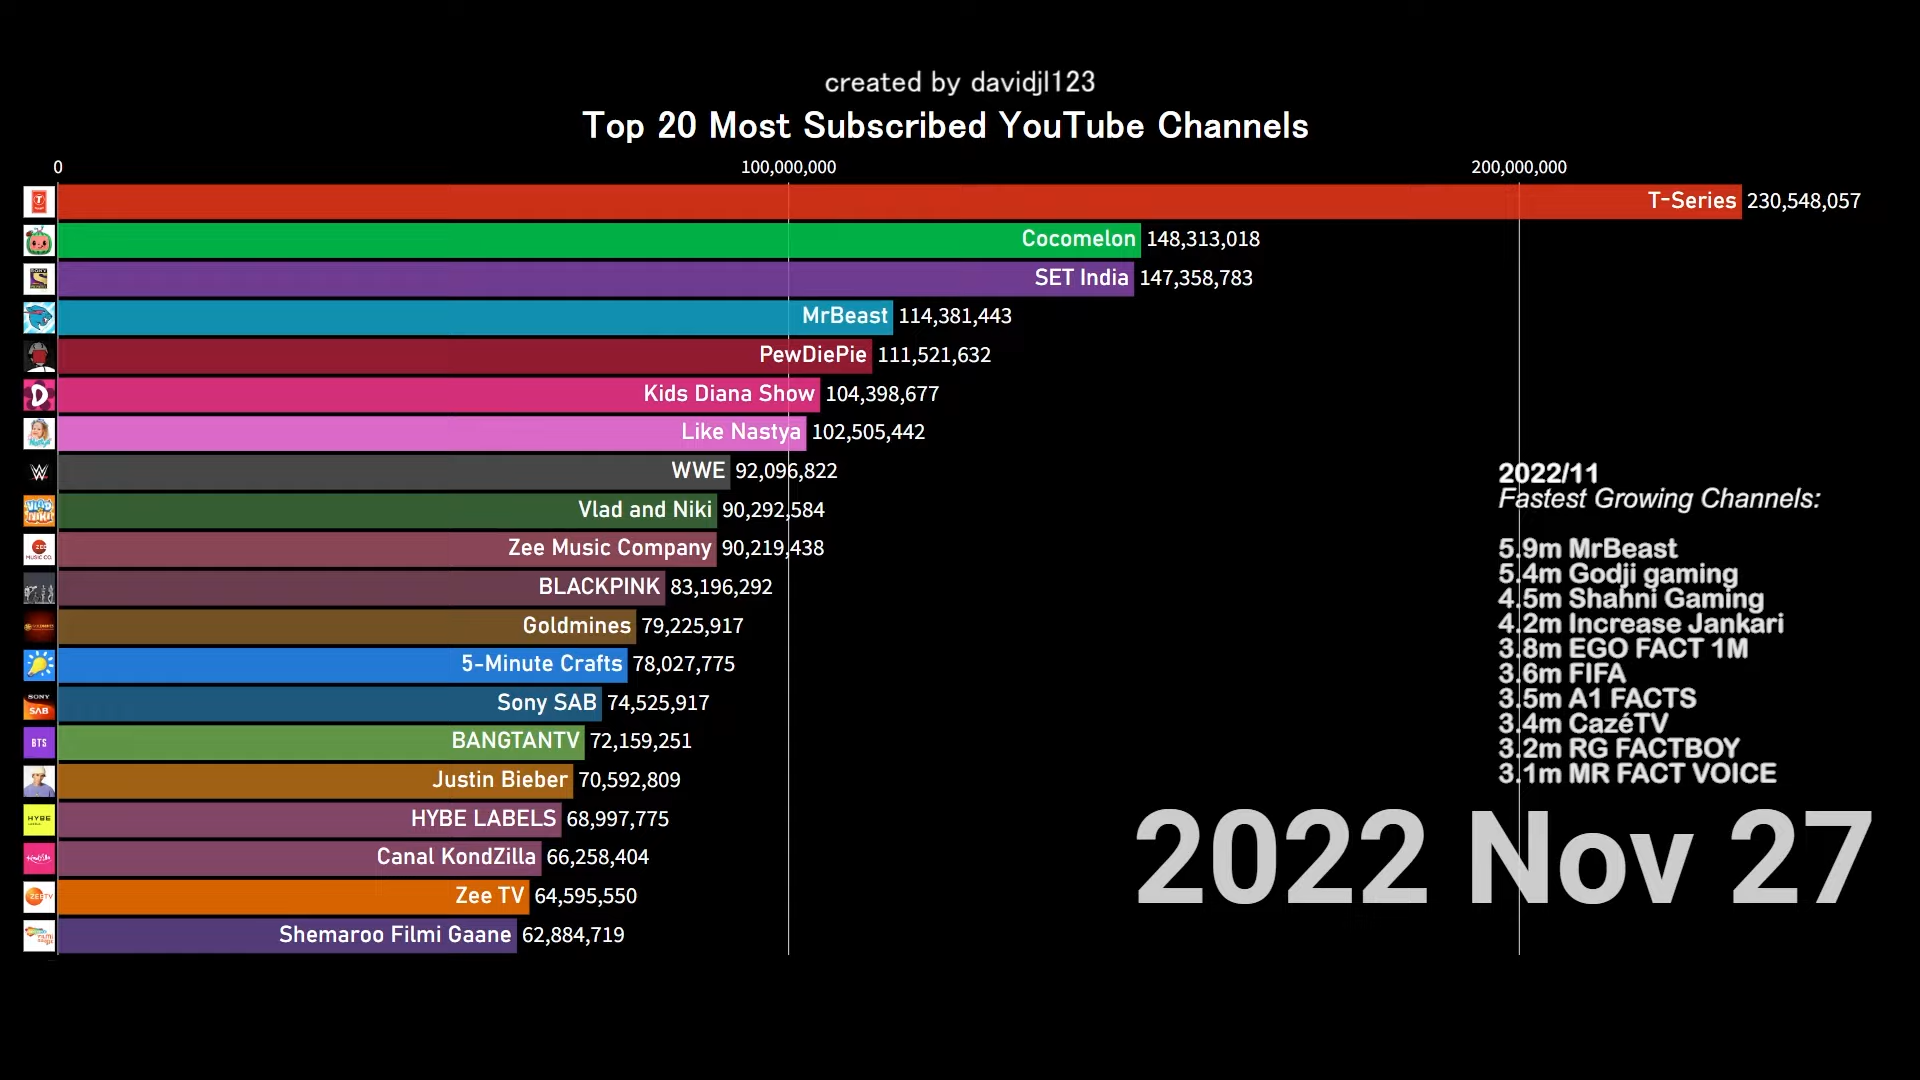 created by davidjl123
Top 20 Most Subscribed YouTube Channels
0 100,000,000 200,000,000
T-Series 230,548,057
Cocomelon 148,313,018
SET India 147,358,783
MrBeast 114,381,443
PewDiePie 111,521,632
Kids Diana Show 104,398,677
Like Nastya 102,505,442
WWE 92,096,822
Vlad and Niki 90,292,584
Zee Music Company 90,219,438
BLACKPINK 83,196,292
Goldmines 79,225,917
5-Minute Crafts 78,027,775
SONY SAB Sony SAB 74,525,917
BTS BANGTANTV 72,159,251
Justin Bieber 70,592,809
HYBE HYBE LABELS 68,997,775
Canal KondZilla 66,258,404
ZEE TV Zee TV 64,595,550
Shemaroo Filmi Gaane 62,884,719
2022/11
Fastest Growing Channels:
5.9m MrBeast
5.4m Godji gaming
4.5m Shahni Gaming
4.2m Increase Jankari
3.8m EGO FACT 1M
3.6m FIFA
3.5m A1 FACTS
3.4m CazéTV
3.2m RG FACTBOY
3.1m MR FACT VOICE
2022 Nov 27